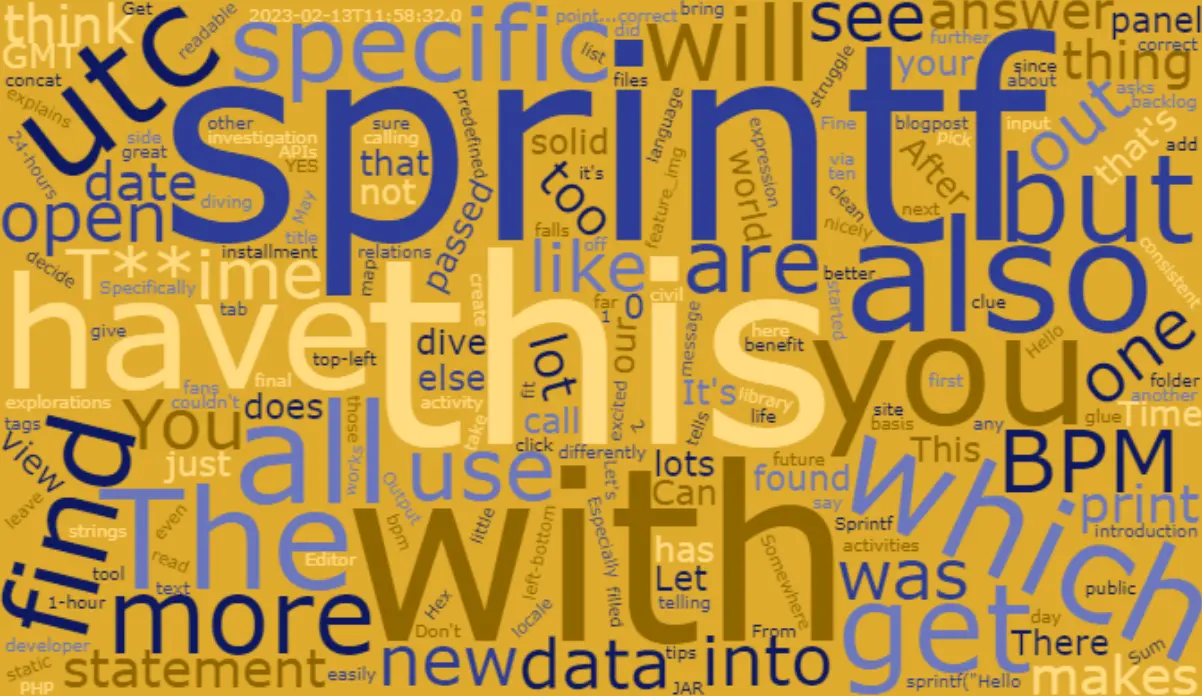 Get
2023-02-13T11:58:32.0
point...correct
bring
think
utc
readable
specific
did
list
will
see
answer
panel
GMT
further
correct
concat
files
struggle
your
since
thing
about
explains
sprintf
asks
backlog
out
24-hours
side
other
investigation
sure
calling
predefined
solid
language
expression
Fine
blogpost
pick
input
that's
add
great
APIs
YES
that
it's
via
After
but
date
not
too
world
ten
clean
diving
May
passed
feature_img
nicely
next
open
title
falls
off
decide
installment
relations
like
are
better
also
consistent
T**ime
map
Specifically
create
civil
started
clue
tab
far
0
1
our
message
here
Hello
have
this
give
top-left
dive
lot
benefit
you
one
fans
final
else
fit
excited
It's
library
life
first
folder
another
explorations
couldn't
activity
call
2
tells
site
basis
any
glue
Time
tags
You
does
those
take
click
differently
view
find
just
all
works
use
Let's
lots
future
found
say
This
BPM
which
leave
The
Output
bpm
little
left-bottom
Especially
filled
Can
Somewhere
Sprintf
print
introduction
strings
even
Editor
with
has
activities
read
tool
text
Let
was
public
1-hour
more
Hex
locale
telling
get
day
developer
Don't
From
There
Sum
static
statement
easily
new
data
tips
into
makes
PHP
JAR
sprintf("Hello